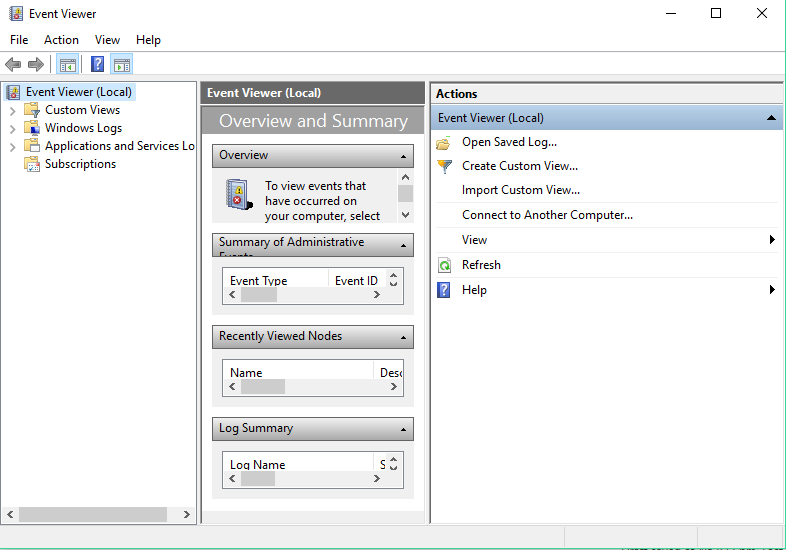 Event Viewer
File Action View Help
Event Viewer (Local)
Custom Views
Windows Logs
Applications and Services Lo
Subscriptions
Event Viewer (Local)
Overview and Summary
Overview
To view events that
have occurred on
your computer, select
Summary of Administrative
Event Type Event ID
Recently Viewed Nodes
Name Desc
Log Summary
Log Name S
Actions
Event Viewer (Local)
Open Saved Log...
Create Custom View...
Import Custom View...
Connect to Another Computer...
View
Refresh
Help